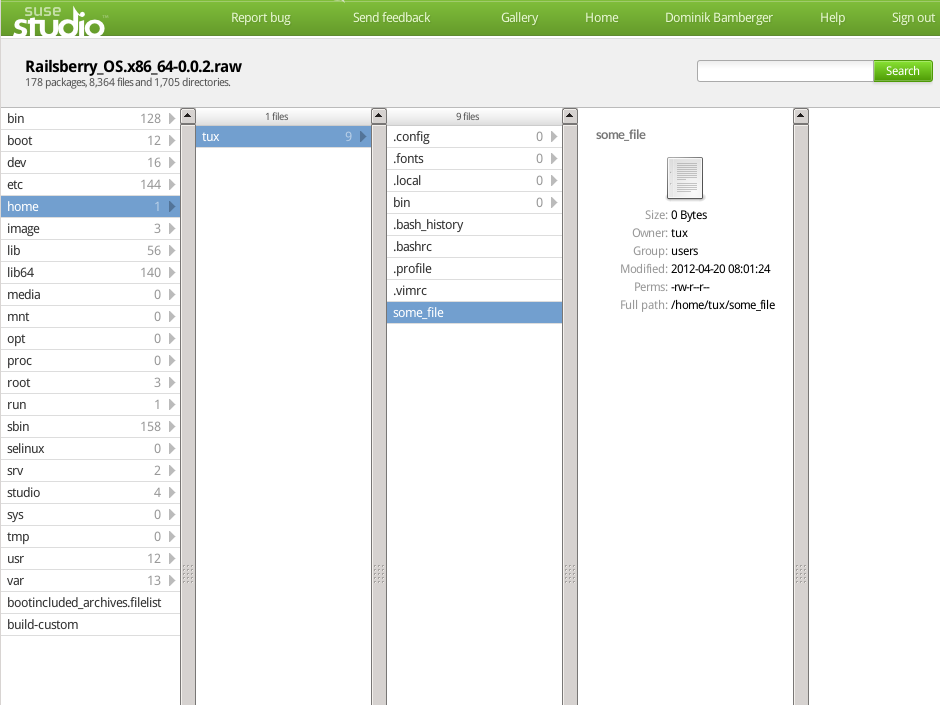 suse
studio™
Report bug
Send feedback
Gallery
Home
Dominik Bamberger
Help
Sign out
Railsberry_OS.x86_64-0.0.2.raw
178 packages, 8,364 files and 1,705 directories.
Search
bin 128
boot 12
dev 16
etc 144
home 1
image 3
lib 56
lib64 140
media 0
mnt 0
opt 0
proc 0
root 3
run 1
sbin 158
selinux 0
srv 2
studio 4
sys 0
tmp 0
usr 12
var 13
bootincluded_archives.filelist
build-custom
1 files
tux 9
9 files
.config 0
.fonts 0
.local 0
bin 0
.bash_history
.bashrc
.profile
.vimrc
some_file
some_file
Size: 0 Bytes
Owner: tux
Group: users
Modified: 2012-04-20 08:01:24
Perms: -rw-r--r--
Full path: /home/tux/some_file